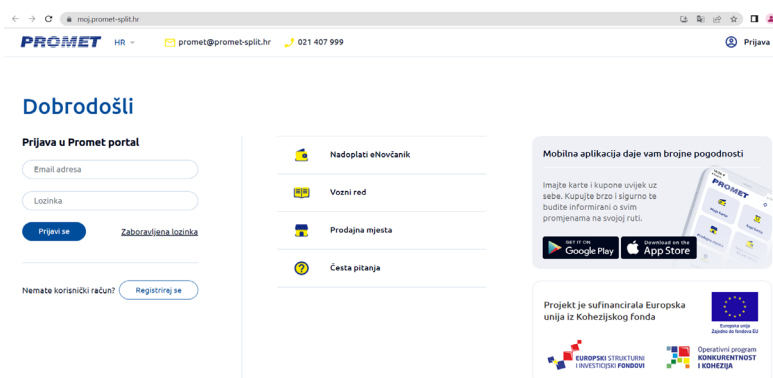 moj.promet-split.hr
PROMET
HR
promet@promet-split.hr
021 407 999
Prijava
Dobrodošli
Prijava u Promet portal
Email adresa
Lozinka
Prijavi se
Zaboravljena lozinka
Nemate korisnički račun?
Registriraj se
Nadoplati eNovčanik
Vozni red
Prodajna mjesta
Česta pitanja
Mobilna aplikacija daje vam brojne pogodnosti
Imajte karte i kupone uvijek uz
sebe. Kupujte brzo i sigurno te
budite informirani o svim
promjenama na svojoj ruti.
GET IT ON
Google Play
Download on the
App Store
PROMET
Projekt je sufinancirala Europska
unija iz Kohezijskog fonda
Europska unija
Zajedno do fondova EU
EUROPSKI STRUKTURNI
I INVESTICIJSKI FONDOVI
Operativni program
KONKURENTNOST
I KOHEZIJA